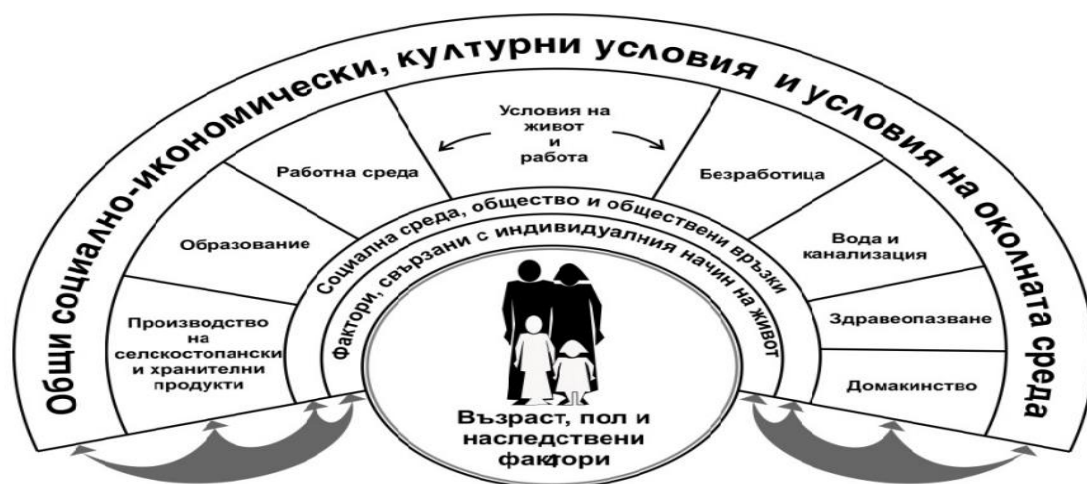 Общи социално-икономически, културни условия и условия на околната среда
Условия на
живот
и
работа
Работна среда
Безработица
Образование
Вода и
канализация
Производство
на
селскостопански
и хранителни
продукти
Здравеопазване
Домакинство
Социална среда, общество и обществени връзки
Фактори, свързани с индивидуалния начин на живот
Възраст, пол и
наследствени
фактори
4